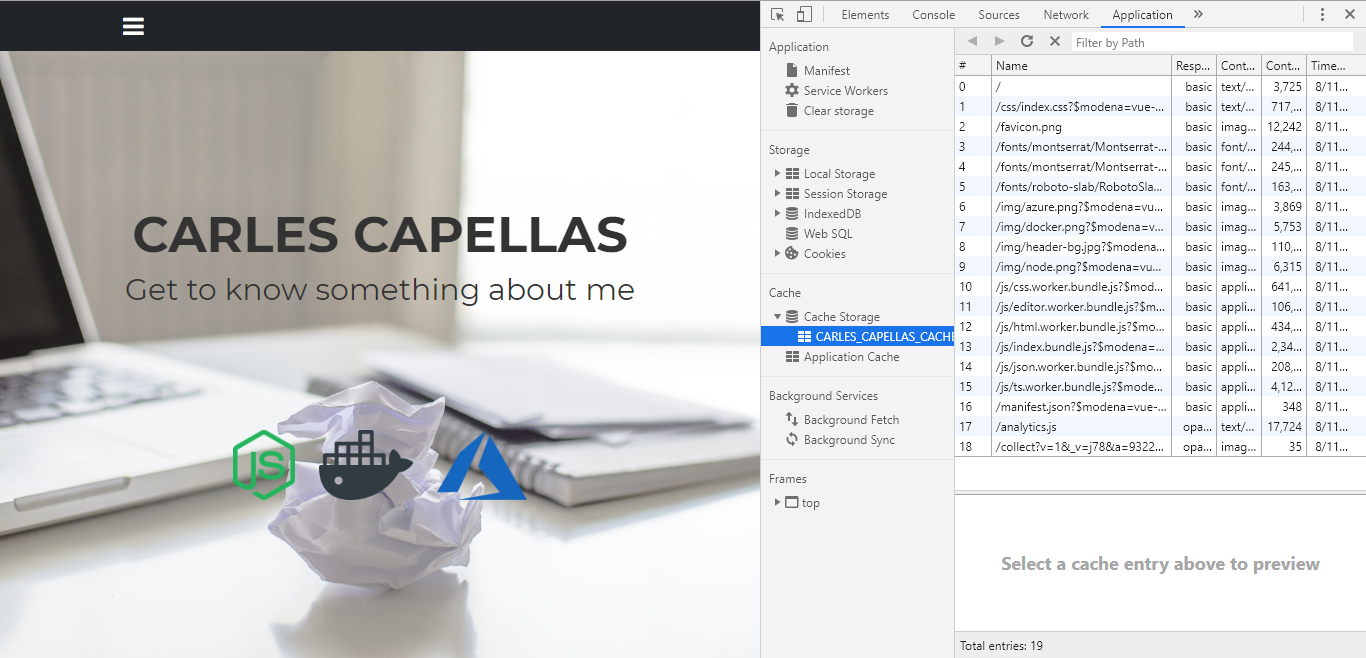 CARLES CAPELLAS
Get to know something about me
JS
Elements Console Sources Network Application
Filter by Path
Application
Manifest
Service Workers
Clear storage
Storage
Local Storage
Session Storage
IndexedDB
Web SQL
Cookies
Cache
Cache Storage
CARLES_CAPELLAS_CACHE
Application Cache
Background Services
Background Fetch
Background Sync
Frames
top
# Name Resp... Cont... Cont... Time...
0 / basic text/... 3,725 8/11...
1 /css/index.css?$modena=vue-... basic text/... 717,... 8/11...
2 /favicon.png basic imag... 12,242 8/11...
3 /fonts/montserrat/Montserrat-... basic font/... 244,... 8/11...
4 /fonts/montserrat/Montserrat-... basic font/... 245,... 8/11...
5 /fonts/roboto-slab/RobotoSla... basic font/... 163,... 8/11...
6 /img/azure.png?$modena=vu... basic imag... 3,869 8/11...
7 /img/docker.png?$modena=v... basic imag... 5,753 8/11...
8 /img/header-bg.jpg?$modena... basic imag... 110,... 8/11...
9 /img/node.png?$modena=vu... basic imag... 6,315 8/11...
10 /js/css.worker.bundle.js?$mod... basic appli... 641,... 8/11...
11 /js/editor.worker.bundle.js?$m... basic appli... 106,... 8/11...
12 /js/html.worker.bundle.js?$mo... basic appli... 434,... 8/11...
13 /js/index.bundle.js?$modena=... basic appli... 2,34... 8/11...
14 /js/json.worker.bundle.js?$mo... basic appli... 208,... 8/11...
15 /js/ts.worker.bundle.js?$mode... basic appli... 4,12... 8/11...
16 /manifest.json?$modena=vue-... basic appli... 348 8/11...
17 /analytics.js opa... text/... 17,724 8/11...
18 /collect?v=1&_v=j78&a=9322... opa... imag... 35 8/11...
Select a cache entry above to preview
Total entries: 19